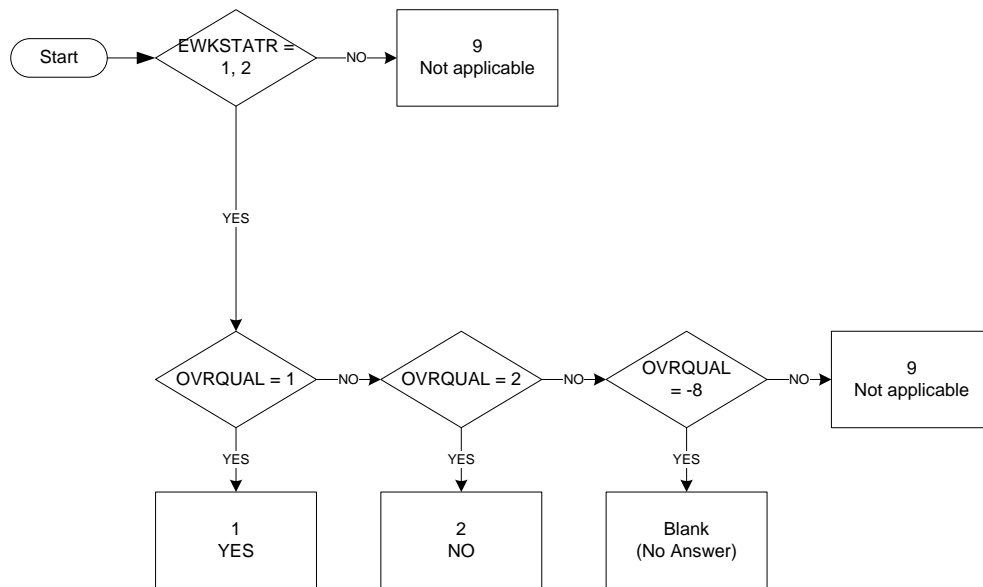 Start
EWKSTATR =
1, 2
NO
9
Not applicable
YES
OVRQUAL = 1
NO
OVRQUAL = 2
NO
OVRQUAL
= -8
NO
9
Not applicable
YES
YES
YES
1
YES
2
NO
Blank
(No Answer)